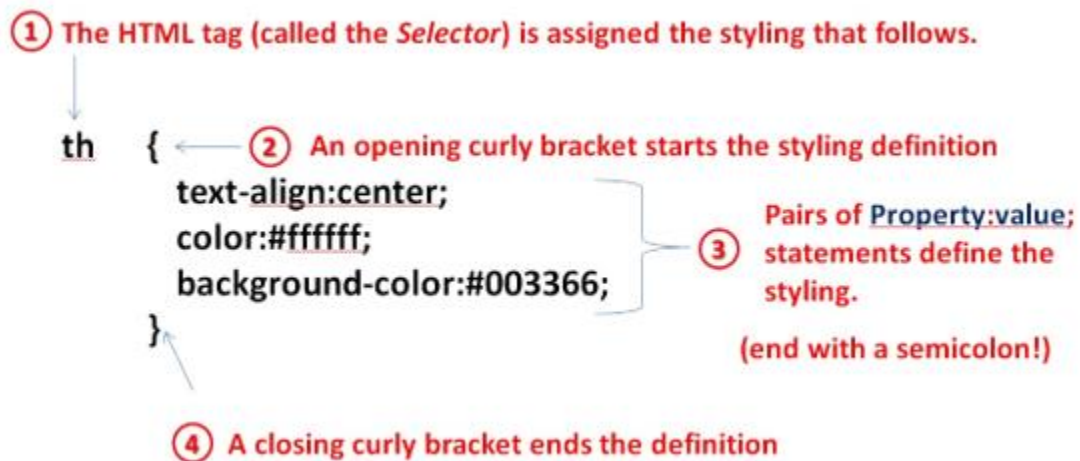 ① The HTML tag (called the Selector) is assigned the styling that follows.
th { ② An opening curly bracket starts the styling definition
text-align:center;
color:#ffffff;
background-color:#003366;
③ Pairs of Property:value;
statements define the
styling.
(end with a semicolon!)
}
④ A closing curly bracket ends the definition